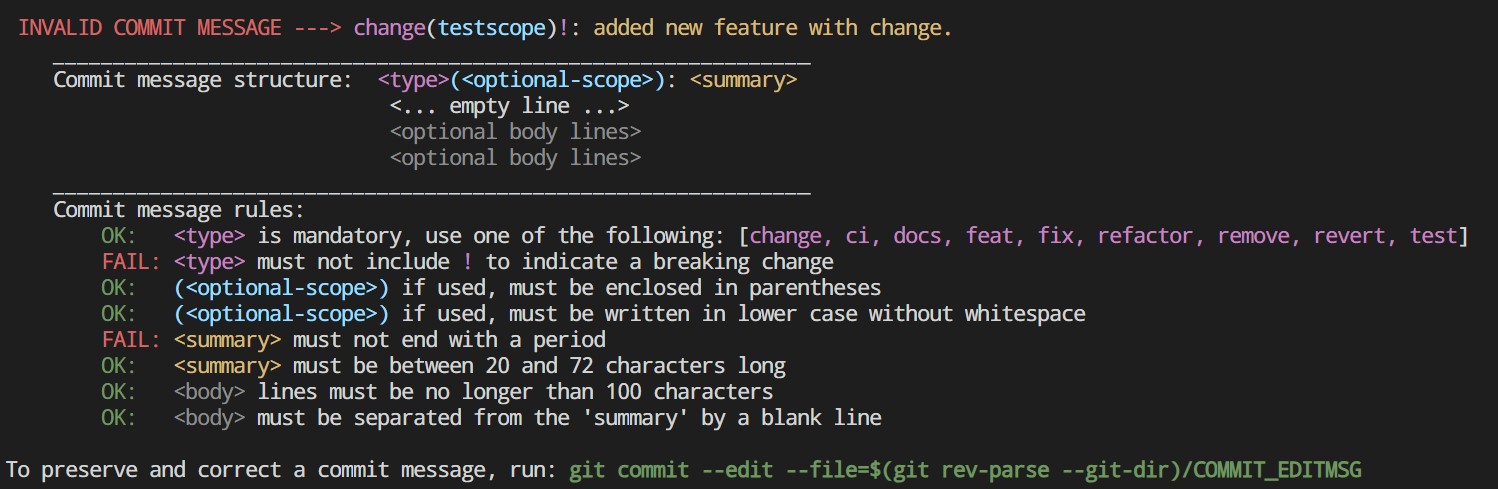 INVALID COMMIT MESSAGE ---> change(testscope)!: added new feature with change.
_______________________________________________________________
Commit message structure:  <type>(<optional-scope>): <summary>
<... empty line ...>
<optional body lines>
<optional body lines>
_______________________________________________________________
Commit message rules:
OK:   <type> is mandatory, use one of the following: [change, ci, docs, feat, fix, refactor, remove, revert, test]
FAIL: <type> must not include ! to indicate a breaking change
OK:   (<optional-scope>) if used, must be enclosed in parentheses
OK:   (<optional-scope>) if used, must be written in lower case without whitespace
FAIL: <summary> must not end with a period
OK:   <summary> must be between 20 and 72 characters long
OK:   <body> lines must be no longer than 100 characters
OK:   <body> must be separated from the 'summary' by a blank line
To preserve and correct a commit message, run: git commit --edit --file=$(git rev-parse --git-dir)/COMMIT_EDITMSG